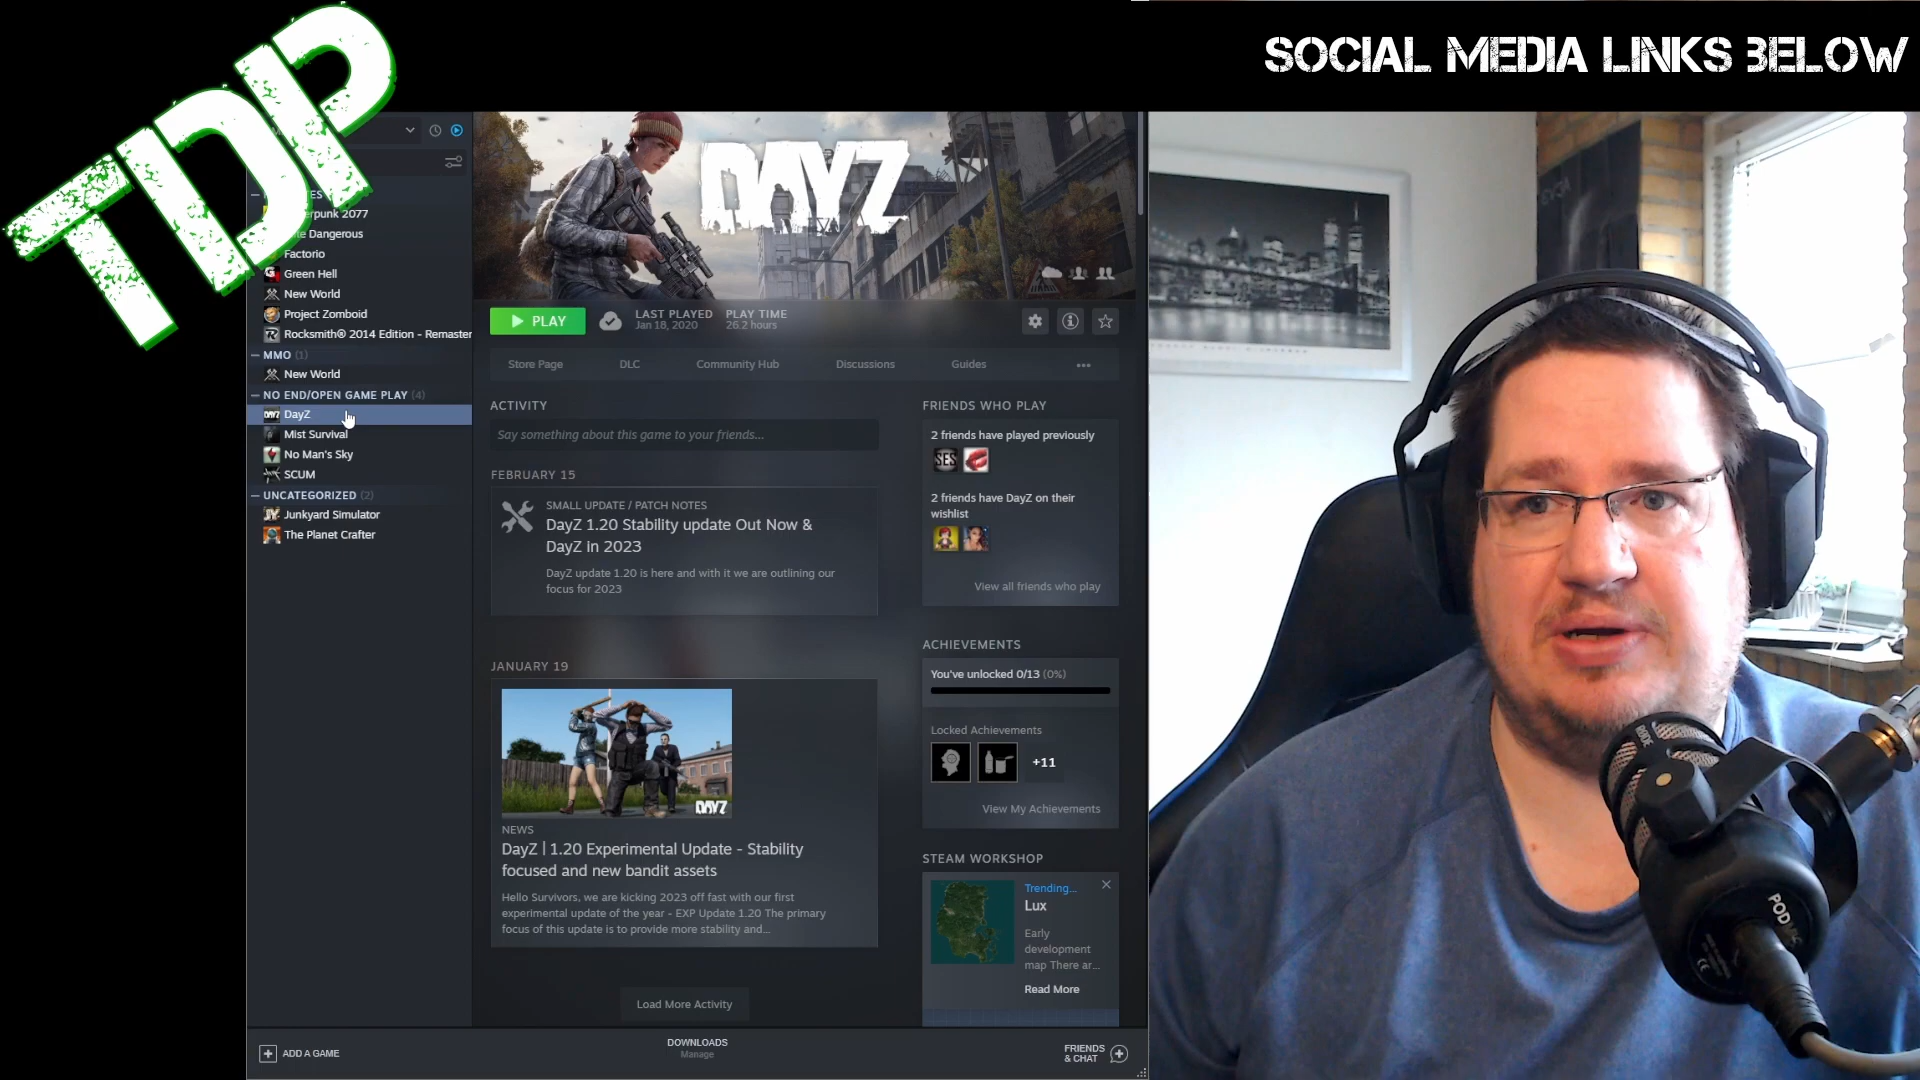 TDP
SOCIAL MEDIA LINKS BELOW
erpunk 2077
Dangerous
Factorio
Green Hell
New World
Project Zomboid
Rocksmith® 2014 Edition - Remaster
MMO (1)
New World
NO END/OPEN GAME PLAY (4)
DayZ
Mist Survival
No Man's Sky
SCUM
UNCATEGORIZED (2)
Junkyard Simulator
The Planet Crafter
DAYZ
PLAY
LAST PLAYED
Jan 18, 2020
PLAY TIME
26.2 hours
Store Page
DLC
Community Hub
Discussions
Guides
ACTIVITY
Say something about this game to your friends...
FEBRUARY 15
SMALL UPDATE / PATCH NOTES
DayZ 1.20 Stability update Out Now &
DayZ in 2023
DayZ update 1.20 is here and with it we are outlining our
focus for 2023
JANUARY 19
DAYZ
NEWS
DayZ | 1.20 Experimental Update - Stability
focused and new bandit assets
Hello Survivors, we are kicking 2023 off fast with our first
experimental update of the year - EXP Update 1.20 The primary
focus of this update is to provide more stability and...
Load More Activity
FRIENDS WHO PLAY
2 friends have played previously
SES
2 friends have DayZ on their
wishlist
View all friends who play
ACHIEVEMENTS
You've unlocked 0/13 (0%)
Locked Achievements
+11
View My Achievements
STEAM WORKSHOP
Trending...
Lux
Early
development
map There ar...
Read More
ADD A GAME
DOWNLOADS
Manage
FRIENDS
& CHAT
RØDE